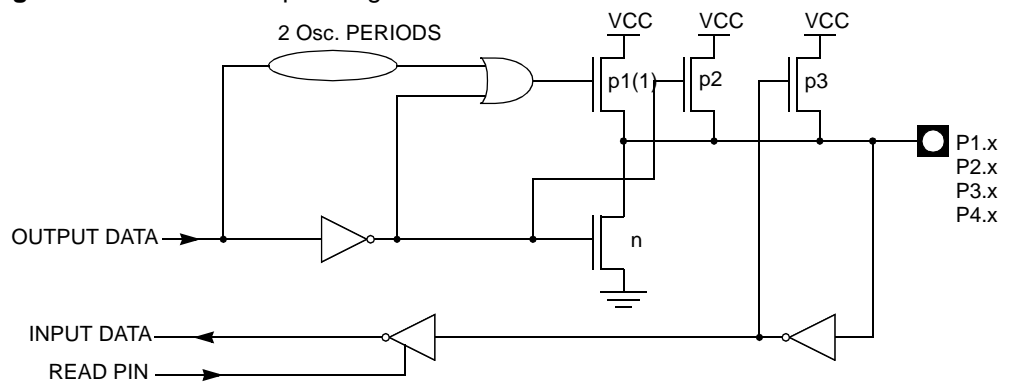 2 Osc. PERIODS
VCC
VCC
VCC
p1(1)
p2
p3
P1.x
P2.x
P3.x
P4.x
OUTPUT DATA
n
INPUT DATA
READ PIN